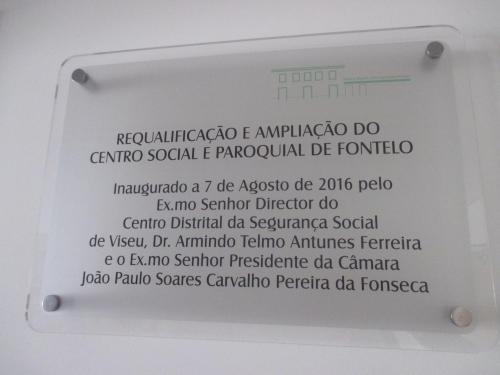 REQUALIFICAÇÃO E AMPLIAÇÃO DO
CENTRO SOCIAL E PAROQUIAL DE FONTELO
Inaugurado a 7 de Agosto de 2016 pelo
Ex.mo Senhor Director do
Centro Distrital da Segurança Social
de Viseu, Dr. Armindo Telmo Antunes Ferreira
e o Ex.mo Senhor Presidente da Câmara
João Paulo Soares Carvalho Pereira da Fonseca